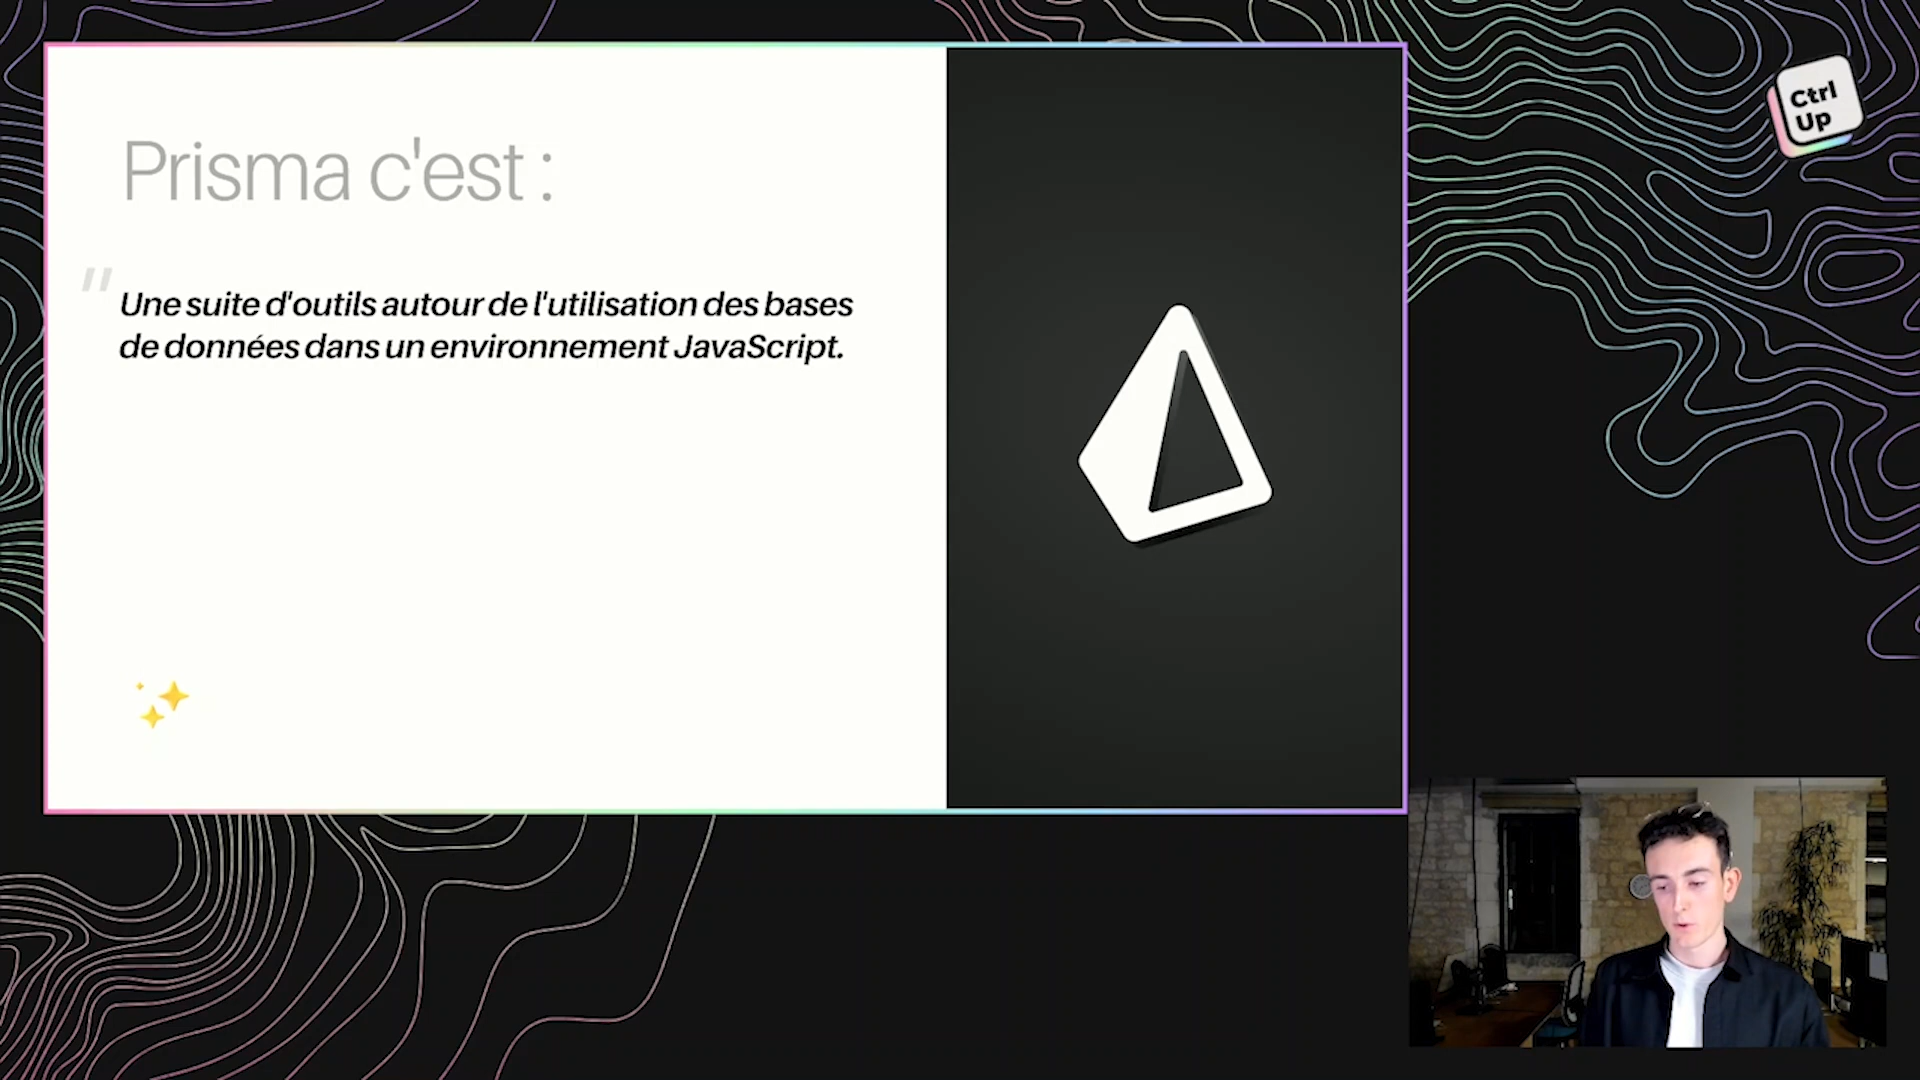 Prisma c'est :
"
Une suite d'outils autour de l'utilisation des bases
de données dans un environnement JavaScript.
Ctrl
Up